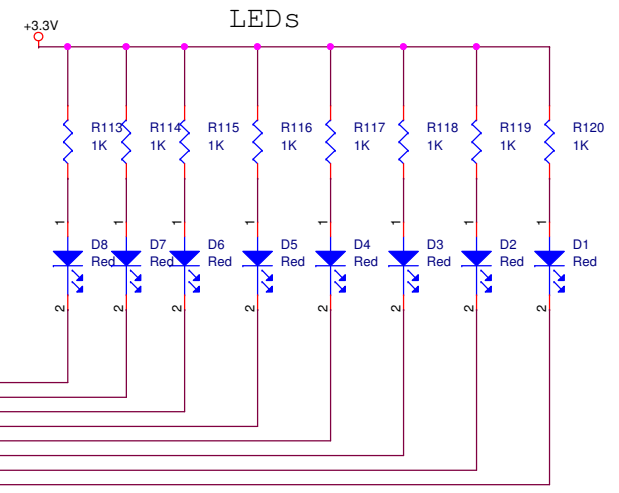 LEDs
+3.3V
R113 R114 R115 R116 R117 R118 R119 R120
1K 1K 1K 1K 1K 1K 1K 1K
1 1 1 1 1 1 1 1
D8 D7 D6 D5 D4 D3 D2 D1
Red Red Red Red Red Red Red Red
2 2 2 2 2 2 2 2